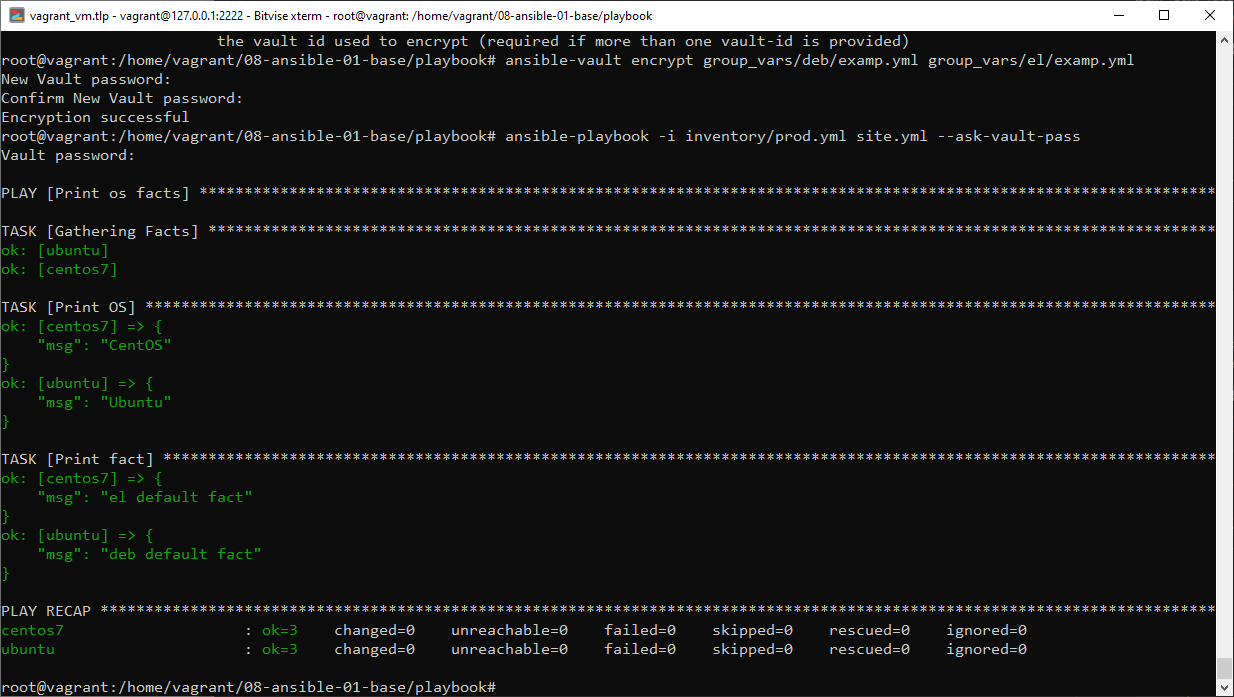 vagrant_vm.tlp - vagrant@127.0.0.1:2222 - Bitvise xterm - root@vagrant: /home/vagrant/08-ansible-01-base/playbook
the vault id used to encrypt (required if more than one vault-id is provided)
root@vagrant:/home/vagrant/08-ansible-01-base/playbook# ansible-vault encrypt group_vars/deb/examp.yml group_vars/el/examp.yml
New Vault password:
Confirm New Vault password:
Encryption successful
root@vagrant:/home/vagrant/08-ansible-01-base/playbook# ansible-playbook -i inventory/prod.yml site.yml --ask-vault-pass
Vault password:
PLAY [Print os facts] *****************************************************************************************************************
TASK [Gathering Facts] ****************************************************************************************************************
ok: [ubuntu]
ok: [centos7]
TASK [Print OS] ***********************************************************************************************************************
ok: [centos7] => {
    "msg": "CentOS"
}
ok: [ubuntu] => {
    "msg": "Ubuntu"
}
TASK [Print fact] *********************************************************************************************************************
ok: [centos7] => {
    "msg": "el default fact"
}
ok: [ubuntu] => {
    "msg": "deb default fact"
}
PLAY RECAP ****************************************************************************************************************************
centos7                    : ok=3    changed=0    unreachable=0    failed=0    skipped=0    rescued=0    ignored=0
ubuntu                     : ok=3    changed=0    unreachable=0    failed=0    skipped=0    rescued=0    ignored=0
root@vagrant:/home/vagrant/08-ansible-01-base/playbook#